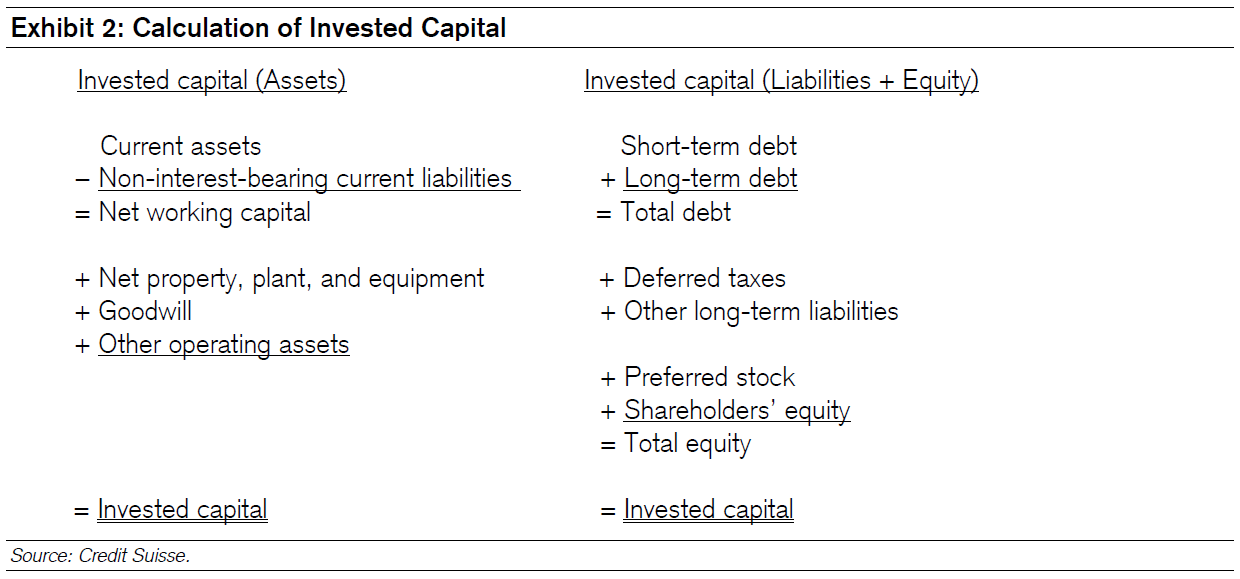 Exhibit 2: Calculation of Invested Capital
Invested capital (Assets)
Current assets
– Non-interest-bearing current liabilities
= Net working capital
+ Net property, plant, and equipment
+ Goodwill
+ Other operating assets
= Invested capital
Invested capital (Liabilities + Equity)
Short-term debt
+ Long-term debt
= Total debt
+ Deferred taxes
+ Other long-term liabilities
+ Preferred stock
+ Shareholders’ equity
= Total equity
= Invested capital
Source: Credit Suisse.